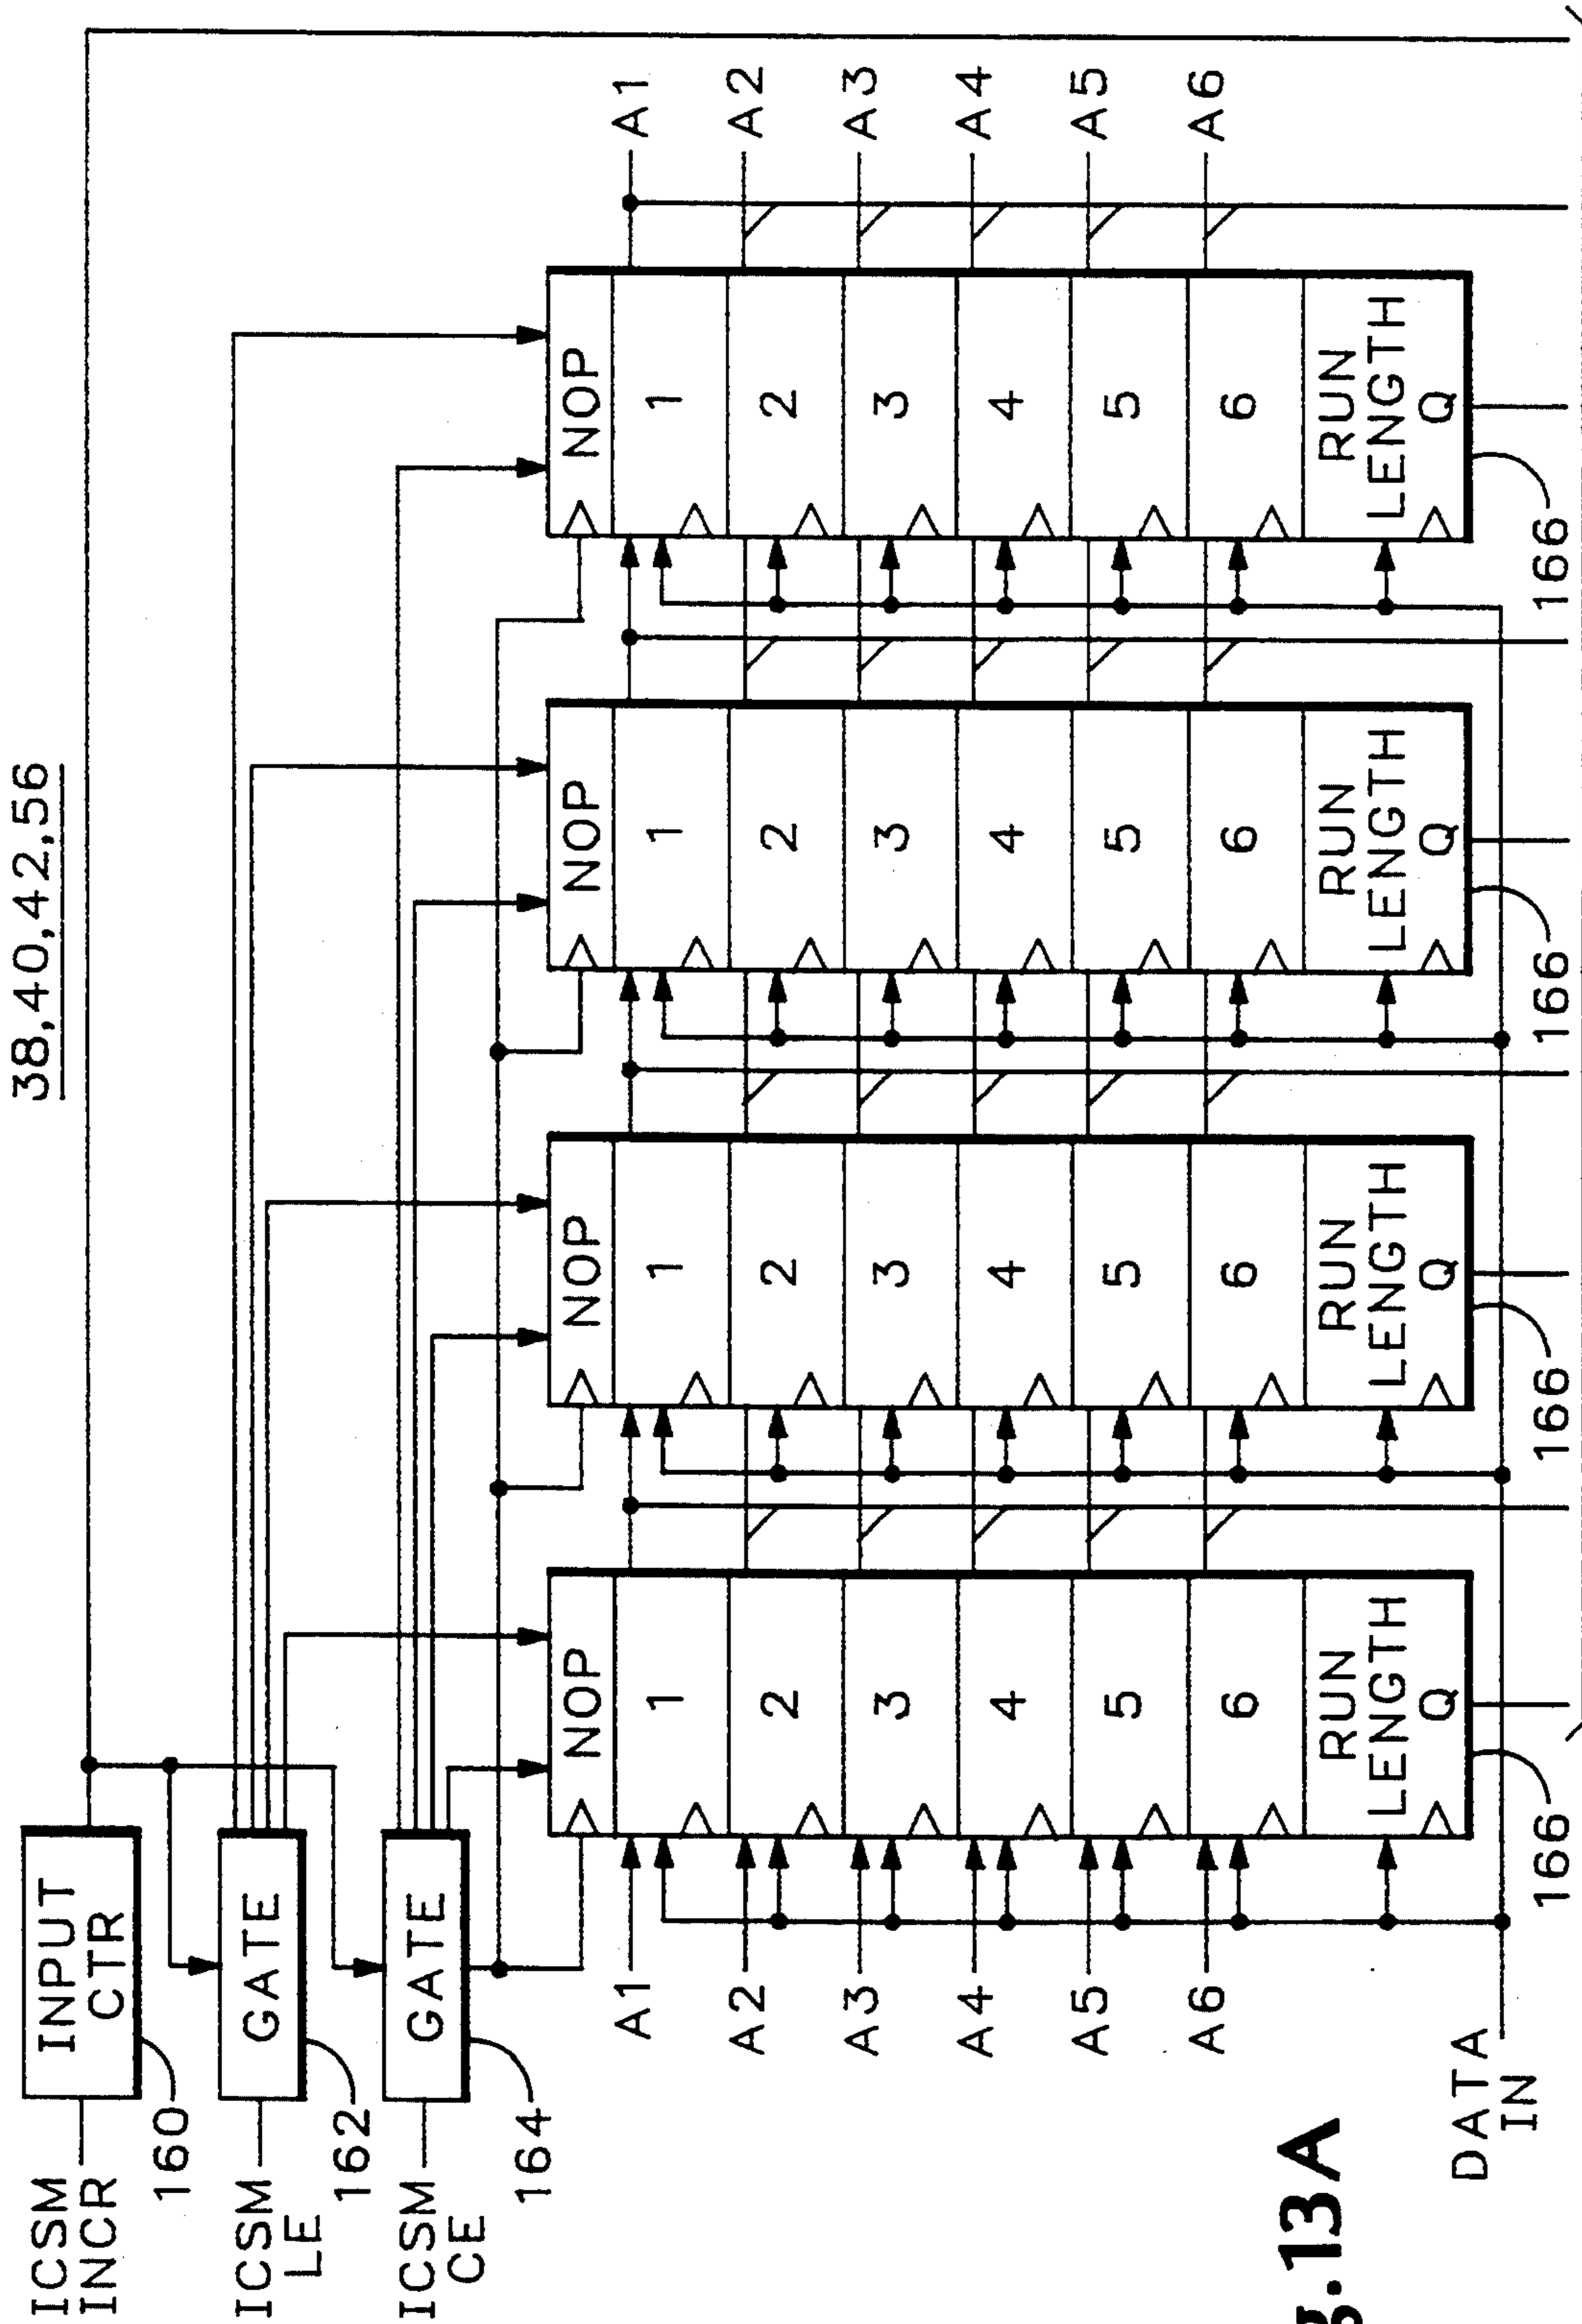 38,40,42,56
ICSM
INCR
INPUT
CTR
160
ICSM
LE
GATE
162
ICSM
CE
GATE
164
A1
A2
A3
A4
A5
A6
DATA
IN
NOP
1
2
3
4
5
6
RUN
LENGTH
Q
166
NOP
1
2
3
4
5
6
RUN
LENGTH
Q
166
NOP
1
2
3
4
5
6
RUN
LENGTH
Q
166
NOP
1
2
3
4
5
6
RUN
LENGTH
Q
166
A1
A2
A3
A4
A5
A6
g.13A